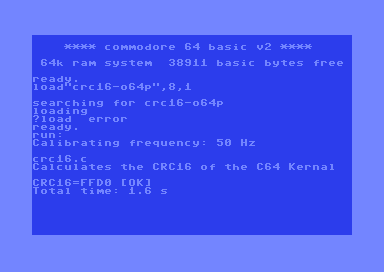 **** commodore 64 basic v2 ****
64k ram system  38911 basic bytes free
ready.
load"crc16-o64p",8,1
searching for crc16-o64p
loading
?load  error
ready.
run:
Calibrating frequency: 50 Hz
crc16.c
Calculates the CRC16 of the C64 Kernal
CRC16=FFD0 [OK]
Total time: 1.6 s